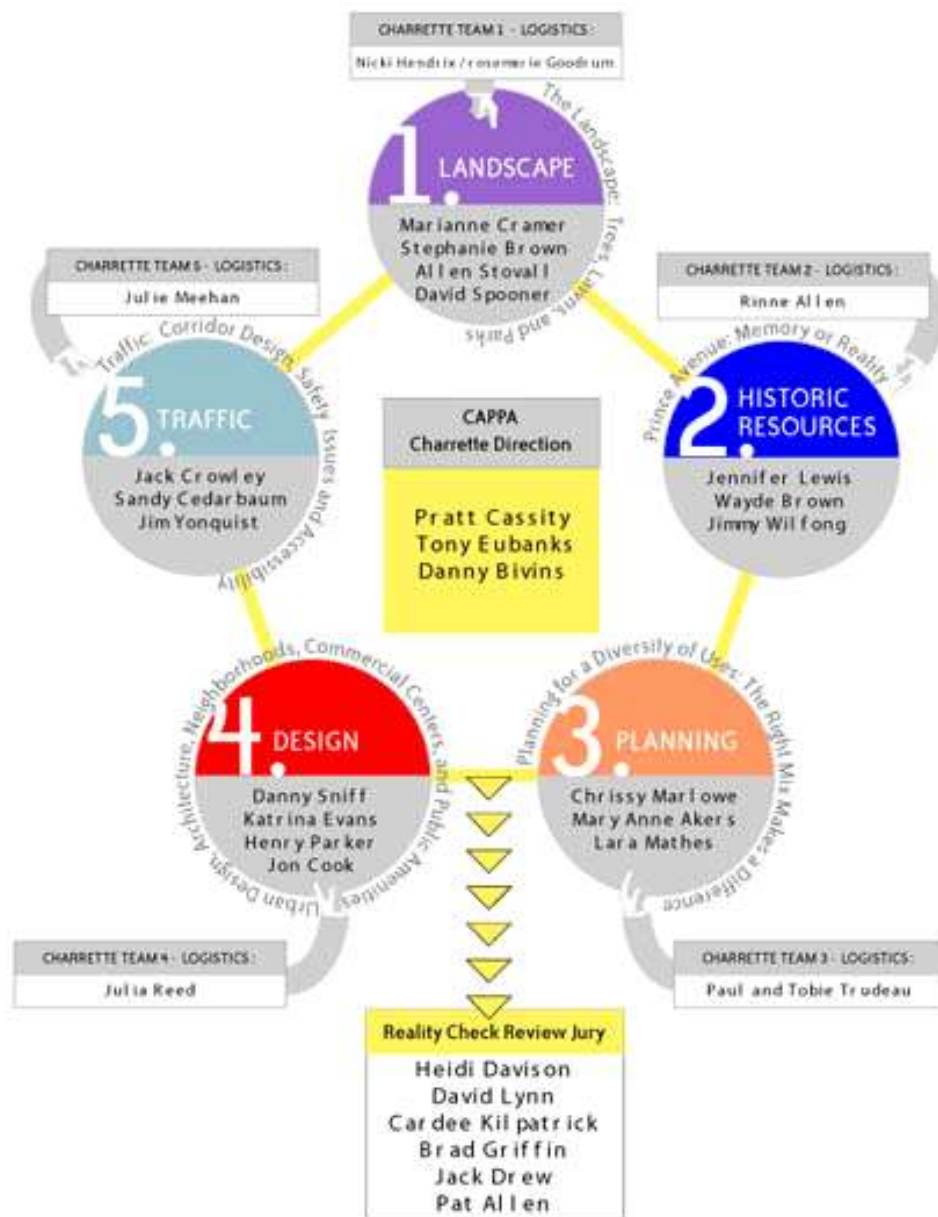 CHARRETTE TEAM 1 - LOGISTICS :
Nicki Hendrix / rosemerie Goodrum
1.
LANDSCAPE
The Landscape: Trees, Lawns, and Parks
Marianne Cramer
Stephanie Brown
Allen Stovall
David Spooner
CHARRETTE TEAM 5 - LOGISTICS :
Julie Meehan
5.
TRAFFIC
Traffic: Corridor Design, Safety Issues and Accessibility
Jack Crowley
Sandy Cedarbaum
Jim Yonquist
CHARRETTE TEAM 2 - LOGISTICS :
Rinne Allen
Prince Avenue: Memory or Reality
2.
HISTORIC
RESOURCES
Jennifer Lewis
Wayde Brown
Jimmy Wilfong
CAPPA
Charrette Direction
Pratt Cassity
Tony Eubanks
Danny Bivins
4.
DESIGN
Urban Design, Architecture, Neighborhoods, Commercial Centers, and Public Amenities
Danny Sniff
Katrina Evans
Henry Parker
Jon Cook
3.
PLANNING
Planning for a Diversity of Uses: The Right Mix Makes a Difference
Chrissy Marlowe
Mary Anne Akers
Lara Mathes
CHARRETTE TEAM 4 - LOGISTICS :
Julia Reed
CHARRETTE TEAM 3 - LOGISTICS :
Paul and Tobie Trudeau
Reality Check Review Jury
Heidi Davison
David Lynn
Cardee Kilpatrick
Brad Griffin
Jack Drew
Pat Allen